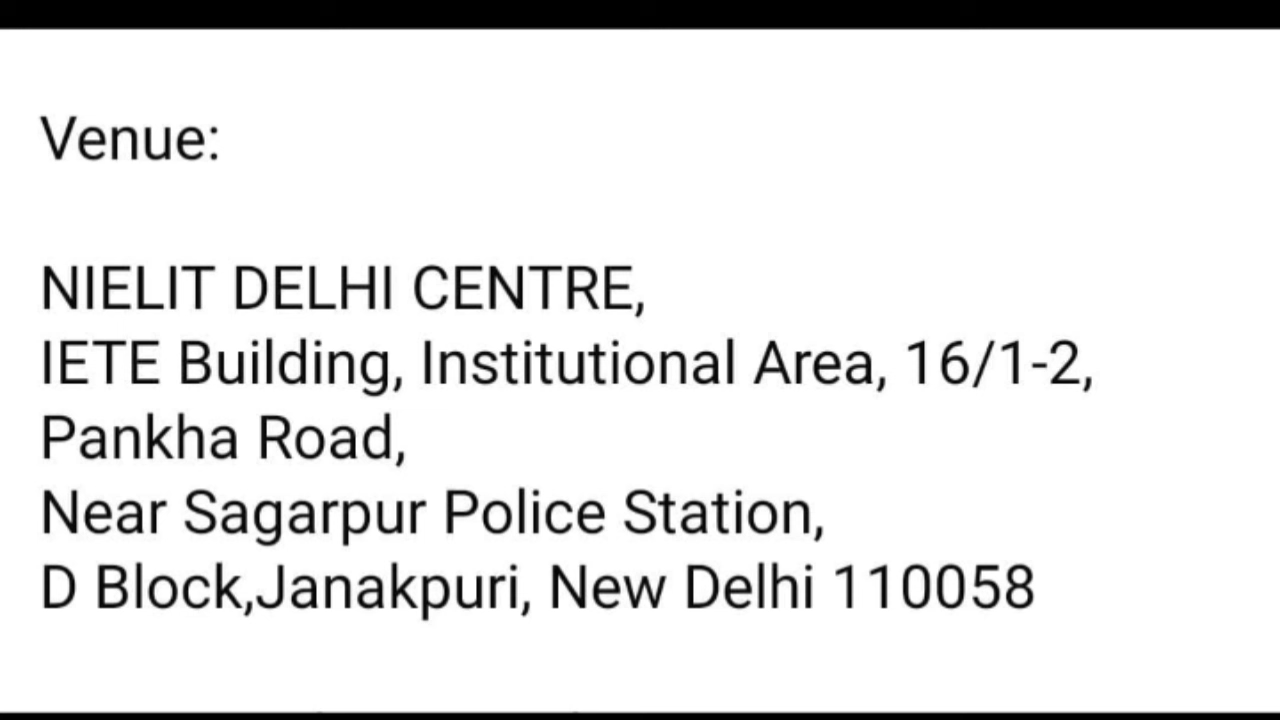 Venue:
NIELIT DELHI CENTRE,
IETE Building, Institutional Area, 16/1-2,
Pankha Road,
Near Sagarpur Police Station,
D Block,Janakpuri, New Delhi 110058